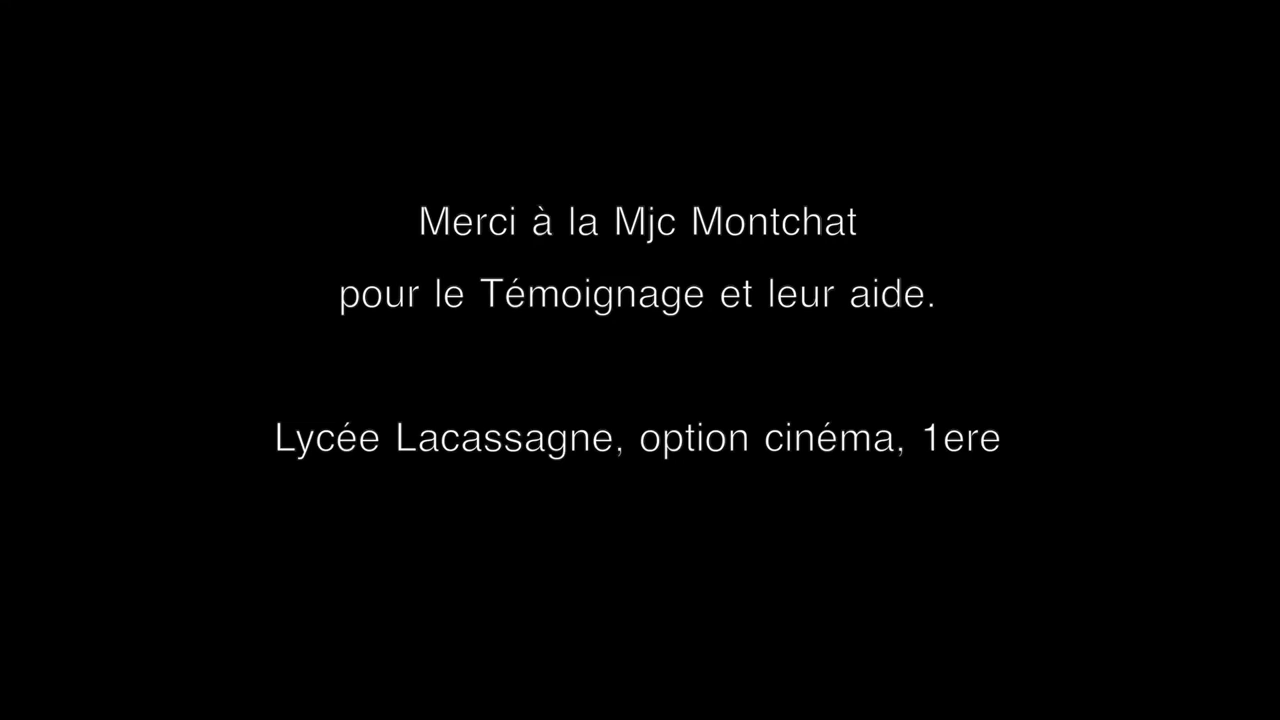 Merci à la Mjc Montchat
pour le Témoignage et leur aide.
Lycée Lacassagne, option cinéma, 1ere